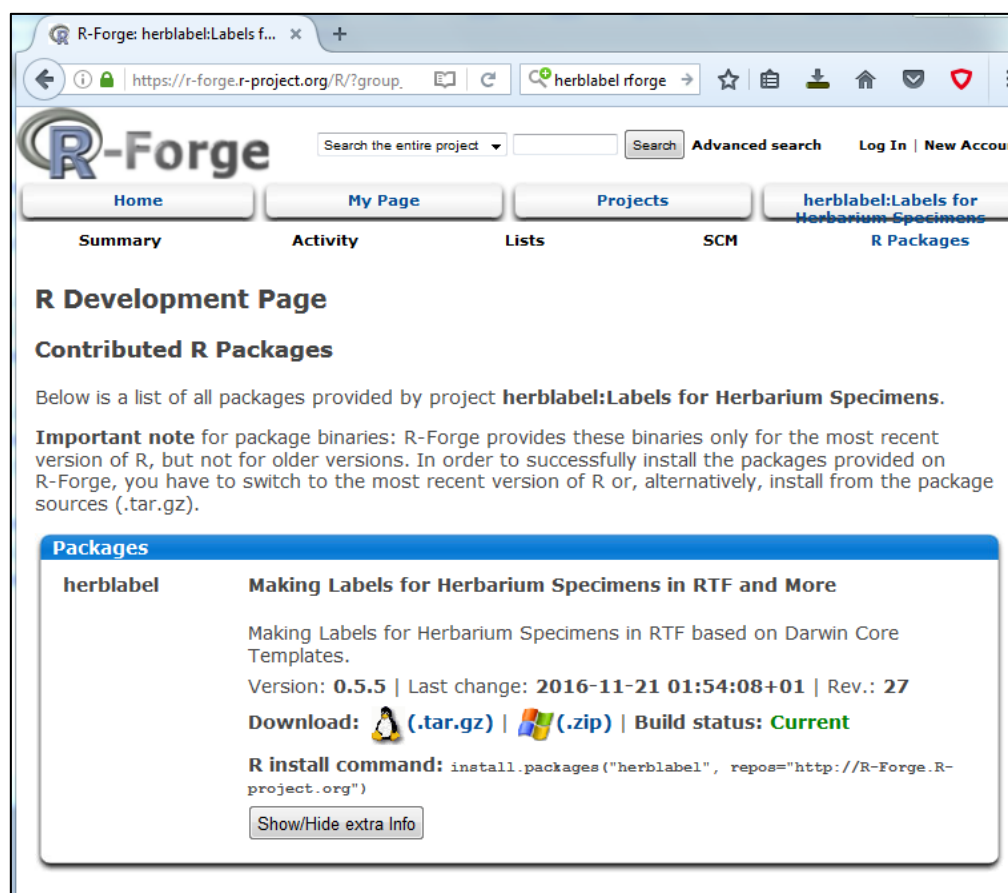 R-Forge: herblabel:Labels f...
https://r-forge.r-project.org/R/?group_
herblabel rforge
R-Forge
Search the entire project
Search
Advanced search
Log In | New Accou
Home
My Page
Projects
herblabel:Labels for
Herbarium Specimens
Summary
Activity
Lists
SCM
R Packages
R Development Page
Contributed R Packages
Below is a list of all packages provided by project herblabel:Labels for Herbarium Specimens.
Important note for package binaries: R-Forge provides these binaries only for the most recent
version of R, but not for older versions. In order to successfully install the packages provided on
R-Forge, you have to switch to the most recent version of R or, alternatively, install from the package
sources (.tar.gz).
Packages
herblabel
Making Labels for Herbarium Specimens in RTF and More
Making Labels for Herbarium Specimens in RTF based on Darwin Core
Templates.
Version: 0.5.5 | Last change: 2016-11-21 01:54:08+01 | Rev.: 27
Download: (.tar.gz) | (.zip) | Build status: Current
R install command: install.packages("herblabel", repos="http://R-Forge.R-
project.org")
Show/Hide extra Info